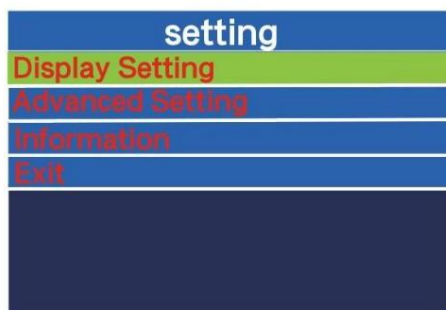 setting
Display Setting
Advanced Setting
Information
Exit